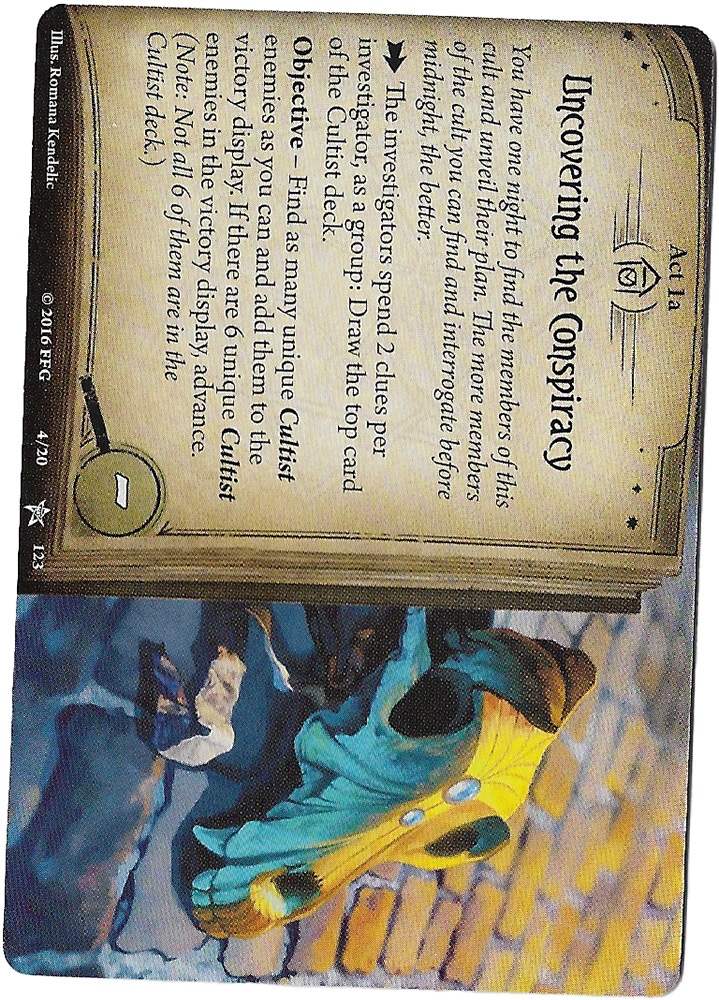 Act 1a
Uncovering the Conspiracy
You have one night to find the members of this
cult and unveil their plan. The more members
of the cult you can find and interrogate before
midnight, the better.
The investigators spend 2 clues per
investigator, as a group: Draw the top card
of the Cultist deck.
Objective – Find as many unique Cultist
enemies as you can and add them to the
victory display. If there are 6 unique Cultist
enemies in the victory display, advance.
(Note: Not all 6 of them are in the
Cultist deck.)
–
Illus. Romana Kendelic
© 2016 FFG
4/20
123